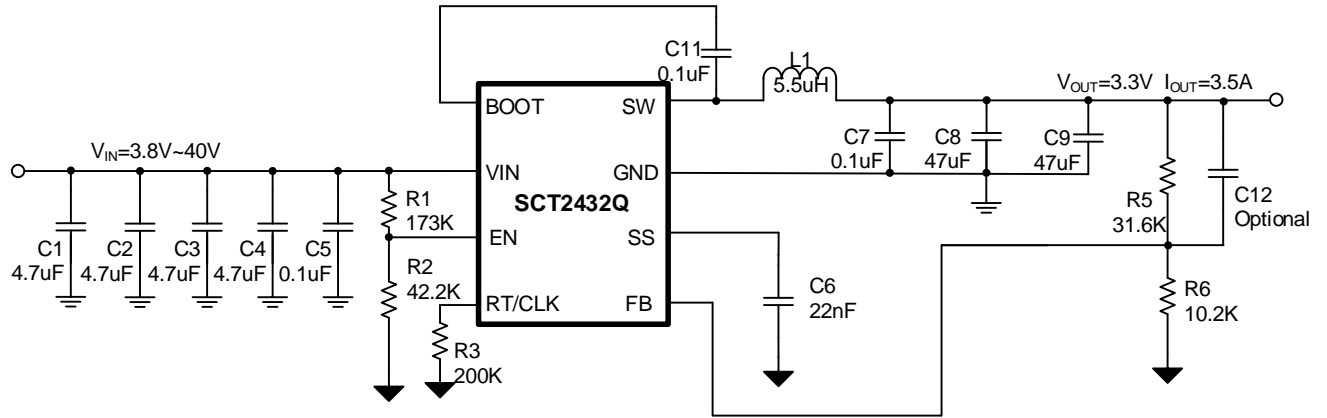 C11
0.1uF
L1
5.5uH
VOUT=3.3V IOUT=3.5A
BOOT
SW
C7
0.1uF
C8
47uF
C9
47uF
VIN=3.8V~40V
VIN
GND
SCT2432Q
R1
173K
R5
31.6K
C12
Optional
EN
SS
C1
4.7uF
C2
4.7uF
C3
4.7uF
C4
4.7uF
C5
0.1uF
R2
42.2K
C6
22nF
RT/CLK
FB
R6
10.2K
R3
200K